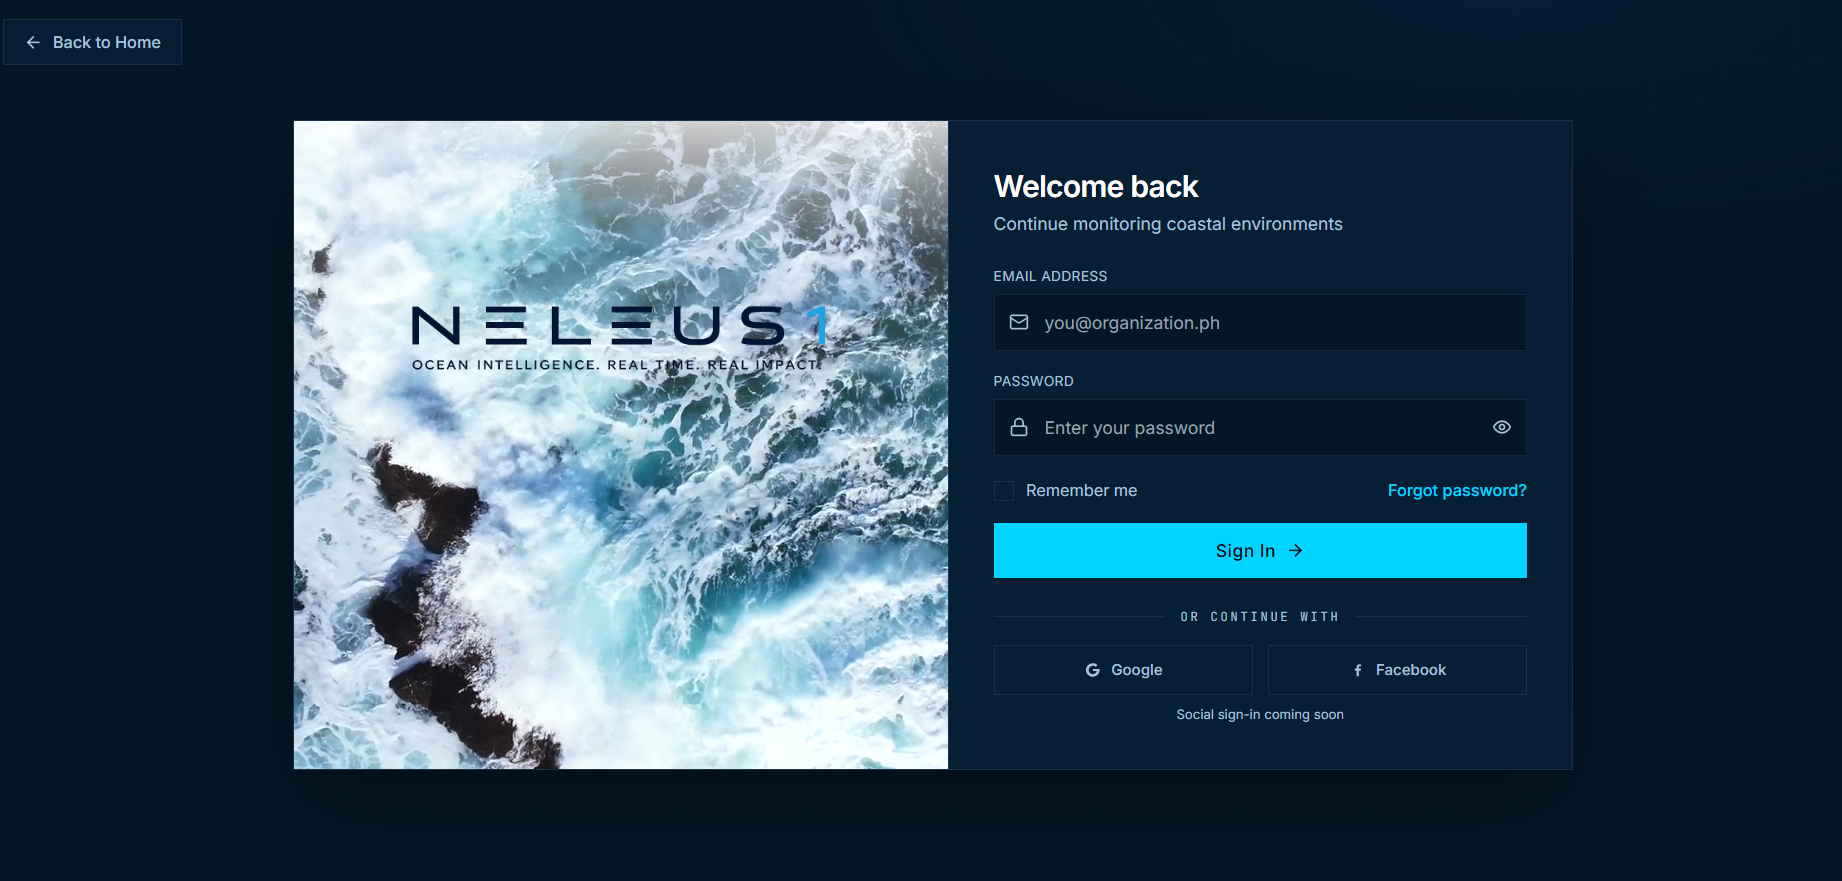 Back to Home
NELEUS1
OCEAN INTELLIGENCE. REAL TIME. REAL IMPACT.
Welcome back
Continue monitoring coastal environments
EMAIL ADDRESS
you@organization.ph
PASSWORD
Enter your password
Remember me
Forgot password?
Sign In
OR CONTINUE WITH
Google
Facebook
Social sign-in coming soon